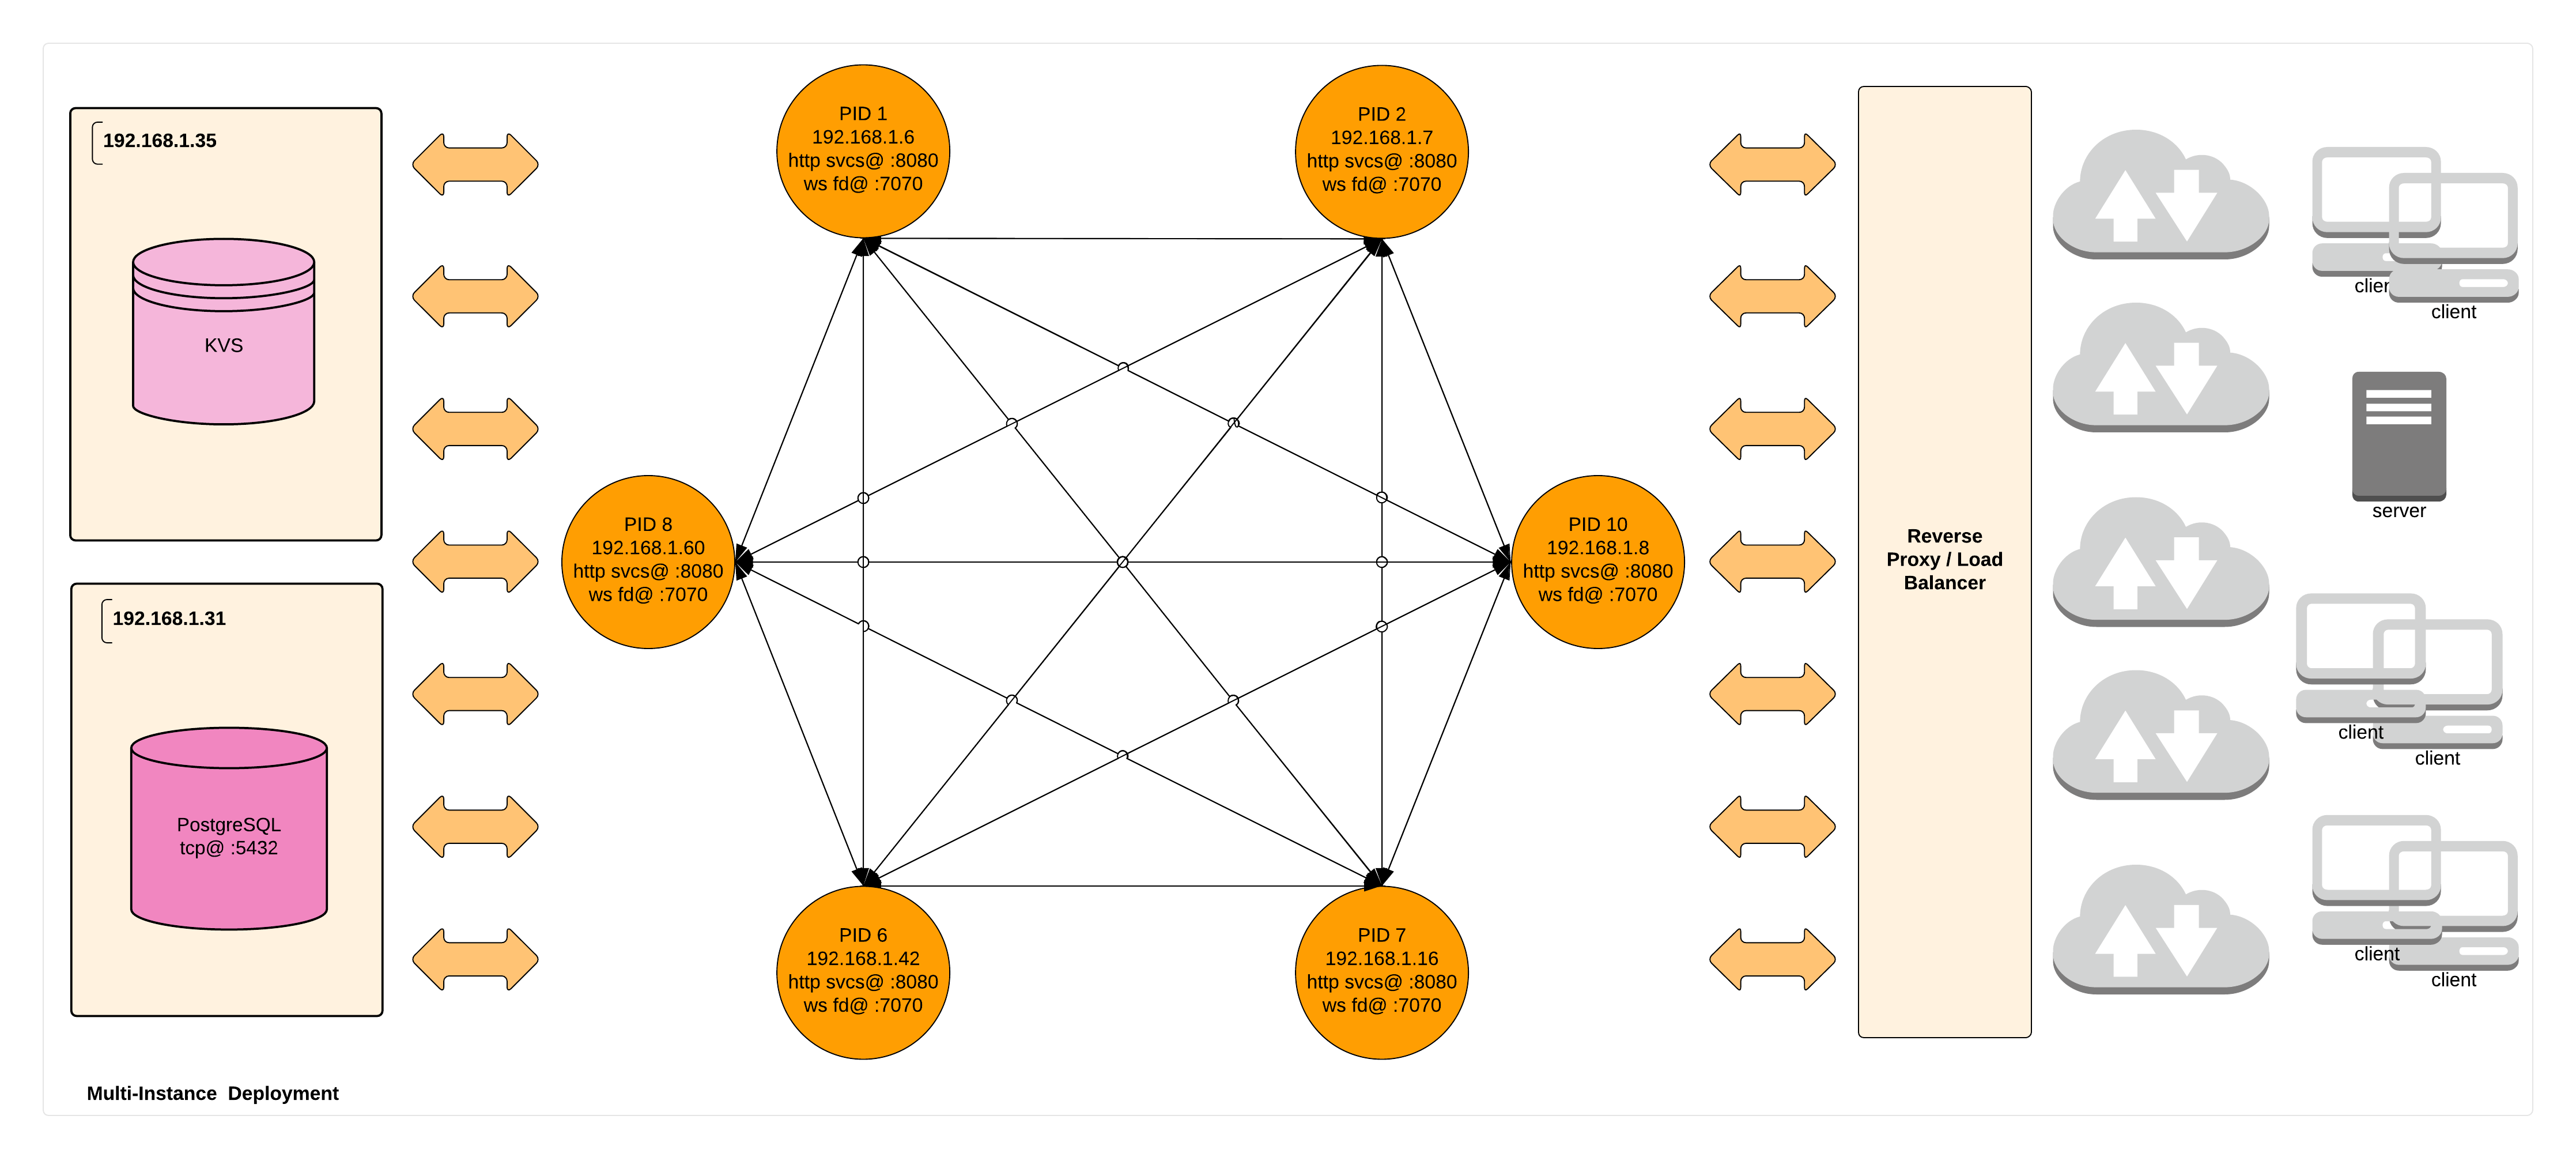 192.168.1.35
KVS
192.168.1.31
PostgreSQL
tcp@ :5432
Multi-Instance Deployment
PID 1
192.168.1.6
http svcs@ :8080
ws fd@ :7070
PID 2
192.168.1.7
http svcs@ :8080
ws fd@ :7070
PID 8
192.168.1.60
http svcs@ :8080
ws fd@ :7070
PID 10
192.168.1.8
http svcs@ :8080
ws fd@ :7070
PID 6
192.168.1.42
http svcs@ :8080
ws fd@ :7070
PID 7
192.168.1.16
http svcs@ :8080
ws fd@ :7070
Reverse
Proxy / Load
Balancer
client
client
server
client
client
client
client